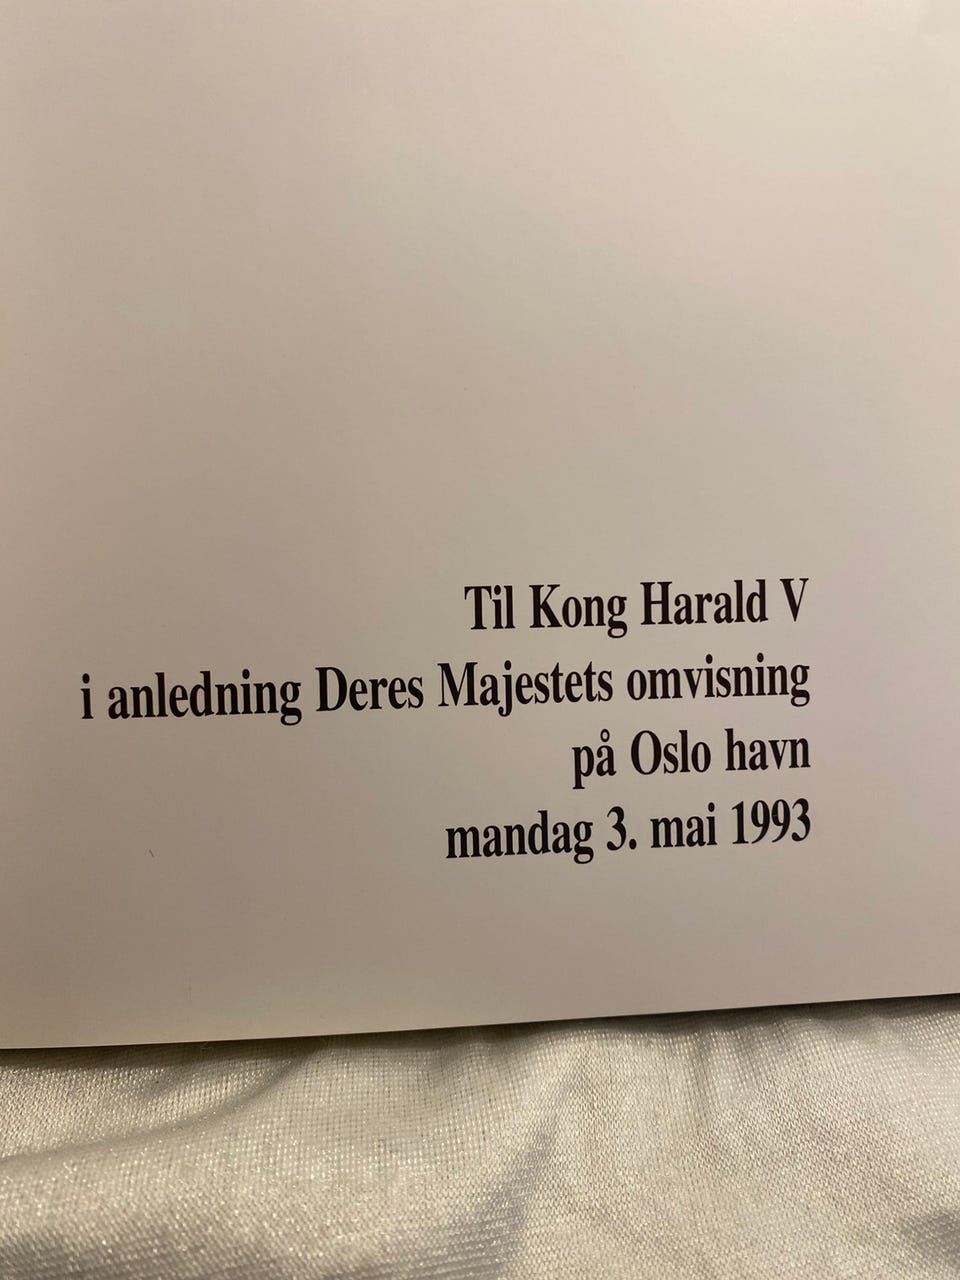 Til Kong Harald V
i anledning Deres Majestets omvisning
på Oslo havn
mandag 3. mai 1993